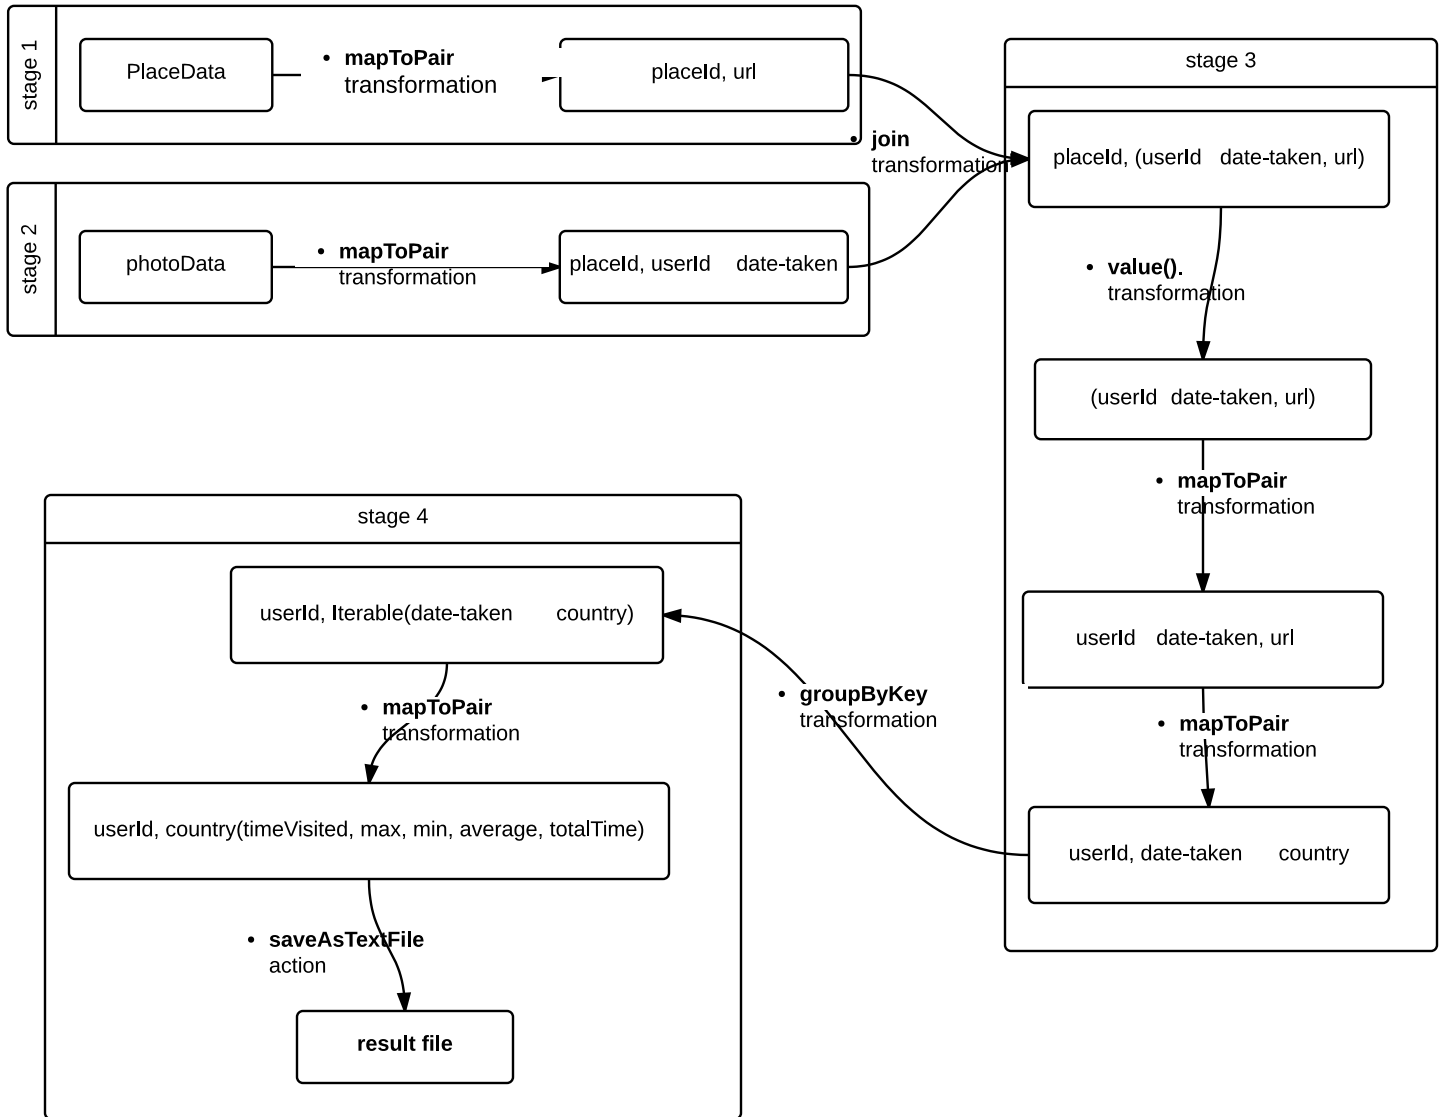 stage 1
PlaceData
• mapToPair
transformation
placeId, url
stage 2
photoData
• mapToPair
transformation
placeId, userId date-taken
• join
transformation
stage 3
placeId, (userId date-taken, url)
• value().
transformation
(userId date-taken, url)
• mapToPair
transformation
userId date-taken, url
• mapToPair
transformation
userId, date-taken country
• groupByKey
transformation
stage 4
userId, Iterable(date-taken country)
• mapToPair
transformation
userId, country(timeVisited, max, min, average, totalTime)
• saveAsTextFile
action
result file